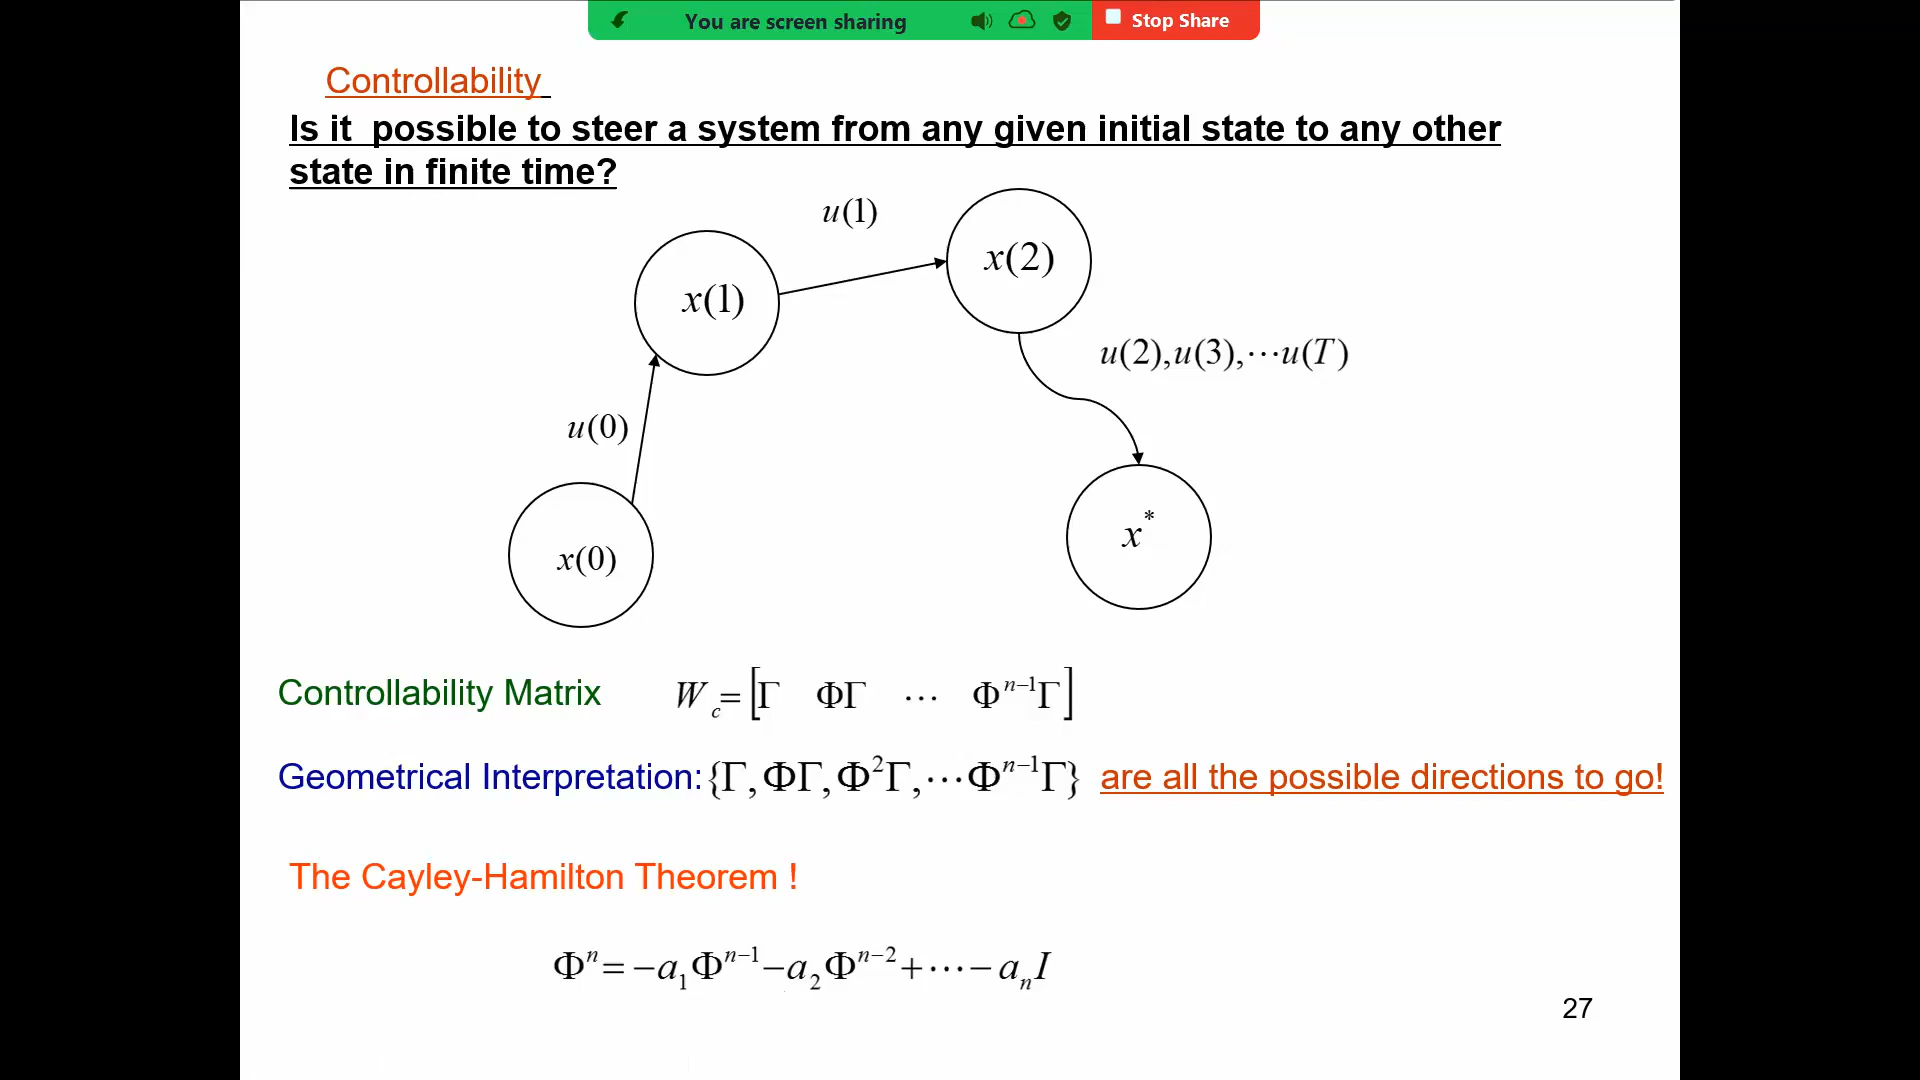 You are screen sharing
Stop Share
Controllability
Is it possible to steer a system from any given initial state to any other
state in finite time?
u(1)
x(2)
x(1)
u(2),u(3),⋯u(T)
u(0)
x*
x(0)
Controllability Matrix W_c=[Γ ΦΓ ⋯ Φ^{n−1}Γ]
Geometrical Interpretation: {Γ,ΦΓ,Φ²Γ,⋯Φ^{n−1}Γ} are all the possible directions to go!
The Cayley-Hamilton Theorem !
Φ^n=−a_1Φ^{n−1}−a_2Φ^{n−2}+⋯−a_nI
27